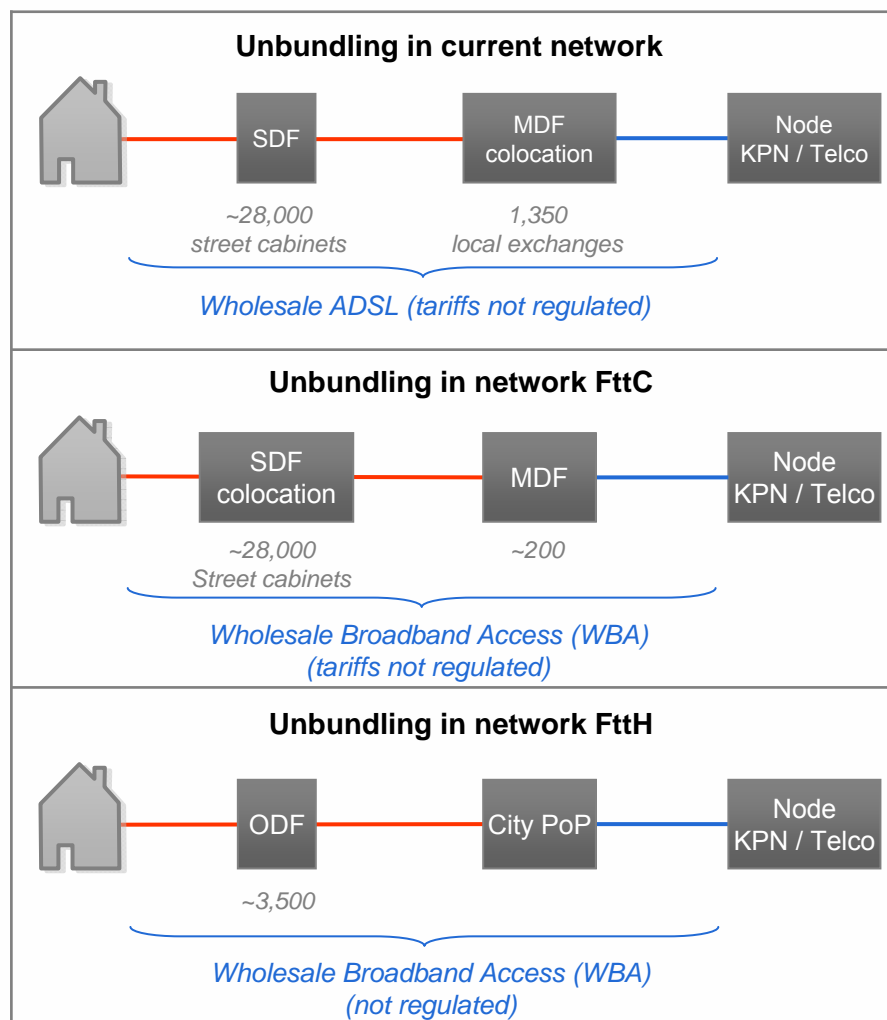 Unbundling in current network
SDF
MDF
colocation
Node
KPN / Telco
~28,000
street cabinets
1,350
local exchanges
Wholesale ADSL (tariffs not regulated)
Unbundling in network FttC
SDF
colocation
MDF
Node
KPN / Telco
~28,000
Street cabinets
~200
Wholesale Broadband Access (WBA)
(tariffs not regulated)
Unbundling in network FttH
ODF
City PoP
Node
KPN / Telco
~3,500
Wholesale Broadband Access (WBA)
(not regulated)